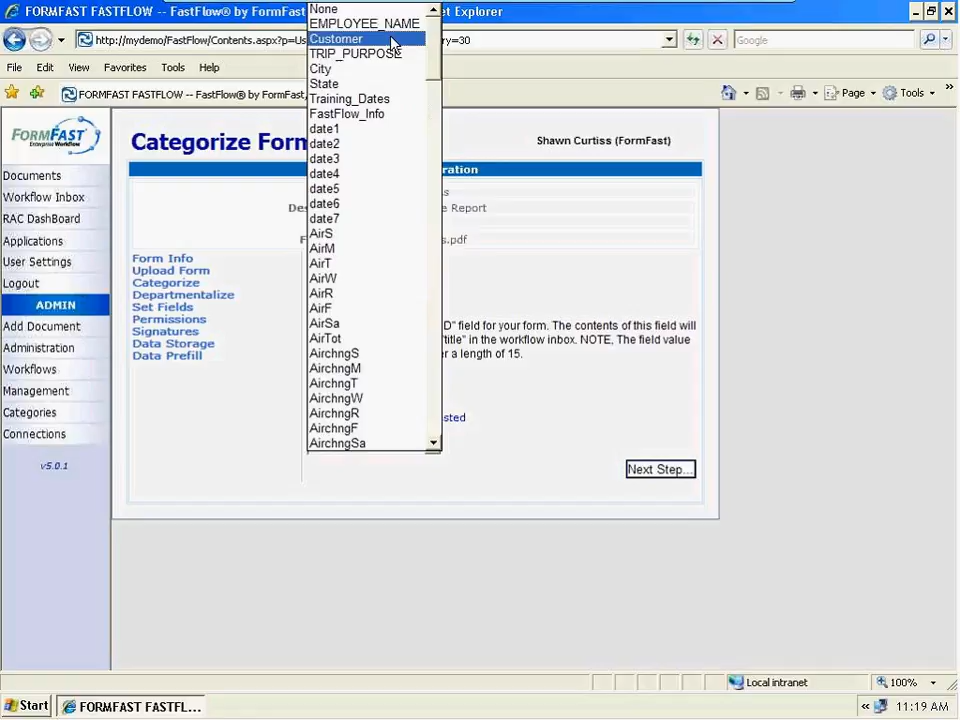 FORMFAST FASTFLOW -- FastFlow® by FormFast
et Explorer
http://mydemo/FastFlow/Contents.aspx?p=Us
ry=30
Google
File Edit View Favorites Tools Help
FORMFAST FASTFLOW -- FastFlow® by FormFast,
Page Tools
FORMFAST
Enterprise Workflow
Documents
Workflow Inbox
RAC DashBoard
Applications
User Settings
Logout
ADMIN
Add Document
Administration
Workflows
Management
Categories
Connections
v5.0.1
Categorize Form
Shawn Curtiss (FormFast)
ration
s
Des
e Report
F
s.pdf
Form Info
Upload Form
Categorize
Departmentalize
Set Fields
Permissions
Signatures
Data Storage
Data Prefill
D" field for your form. The contents of this field will
"title" in the workflow inbox. NOTE, The field value
r a length of 15.
sted
Next Step...
None
EMPLOYEE_NAME
Customer
TRIP_PURPOSE
City
State
Training_Dates
FastFlow_Info
date1
date2
date3
date4
date5
date6
date7
AirS
AirM
AirT
AirW
AirR
AirF
AirSa
AirTot
AirchngS
AirchngM
AirchngT
AirchngW
AirchngR
AirchngF
AirchngSa
Local intranet
100%
Start
FORMFAST FASTFL...
11:19 AM